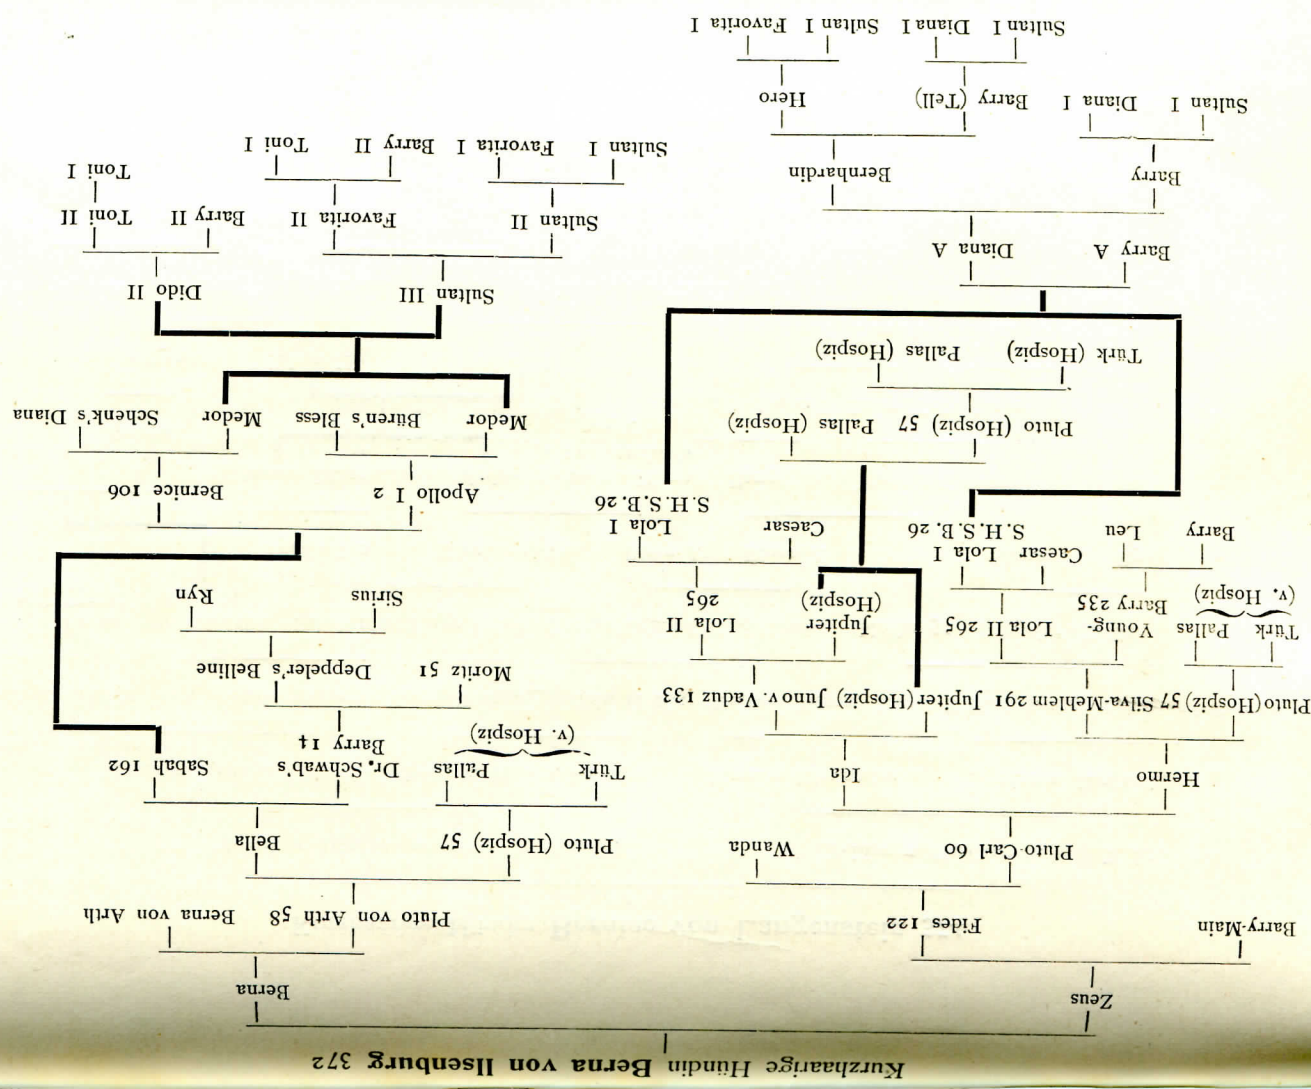 Kurzhaarige Hündin Berna von Ilsenburg 372
Zeus Berna
Barry-Main Fides 122 Pluto von Arth 58 Berna von Arth
Pluto-Carl 60 Wanda Pluto (Hospiz) 57 Bella
Hermo Ida Türk Pallas Dr. Schwab's Sabah 162
(v. Hospiz) Barry 14
Pluto (Hospiz) 57 Silva-Mehlem 291 Jupiter (Hospiz) Juno v. Vaduz 133 Moritz 51 Deppeler's Belline
Türk Pallas Young- Lola II 265 Jupiter Lola II
(v. Hospiz) Barry 235 (Hospiz) 265 Sirius Ryn
Barry Leu Caesar Lola I Caesar Lola I
S.H.S.B. 26 S.H.S.B. 26
Apollo I 2 Bernice 106
Pluto (Hospiz) 57 Pallas (Hospiz) Medor Büren's Bless Medor Schenk's Diana
Türk (Hospiz) Pallas (Hospiz)
Sultan III Dido II
Barry A Diana A
Sultan II Favorita II Barry II Toni II
Barry Bernhardin Toni I
Sultan I Favorita I Barry II Toni I
Sultan I Diana I Barry (Tell) Hero
Sultan I Diana I Sultan I Favorita I